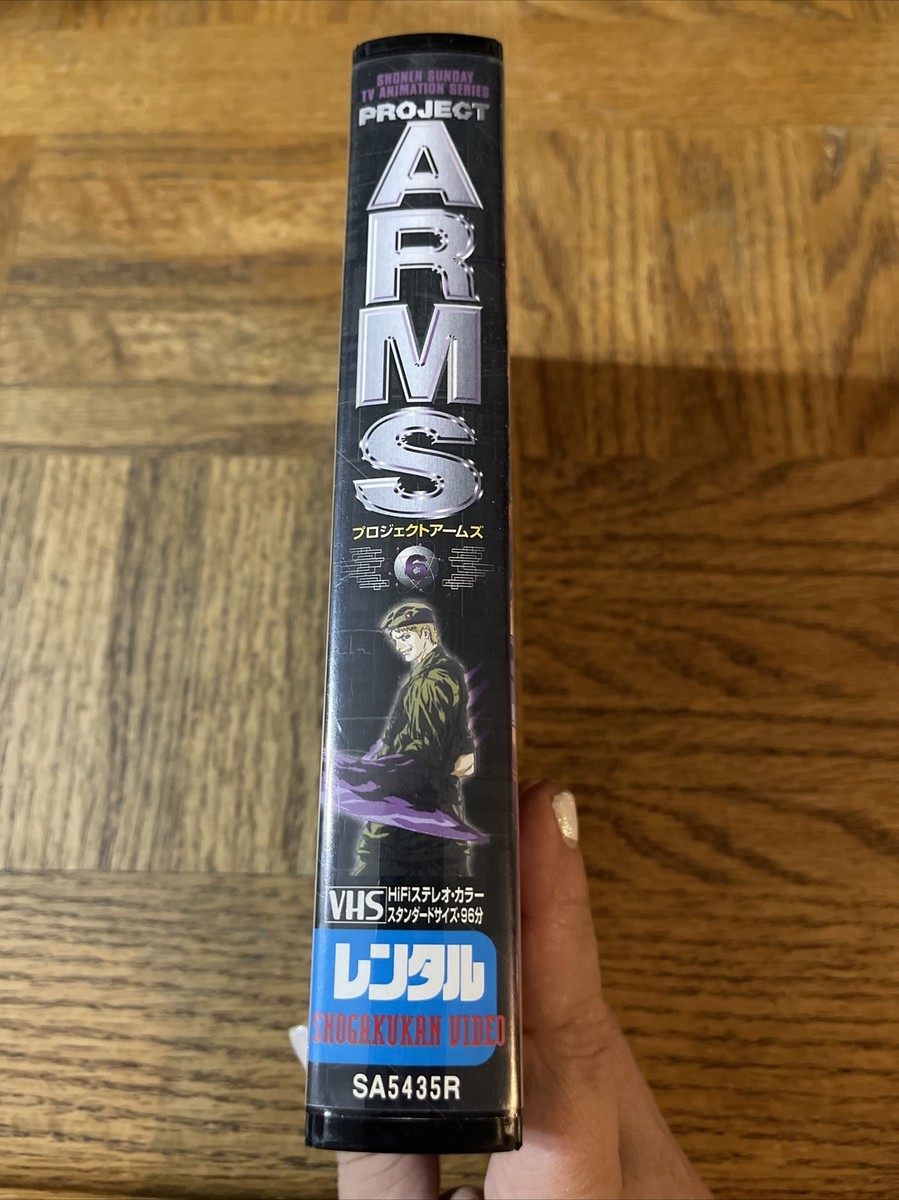 SHONEN SUNDAY
TV ANIMATION SERIES
PROJECT
ARMS
プロジェクトアームズ
6
VHS
HiFiステレオ・カラー
スタンダードサイズ・96分
レンタル
SHOGAKUKAN VIDEO
SA5435R